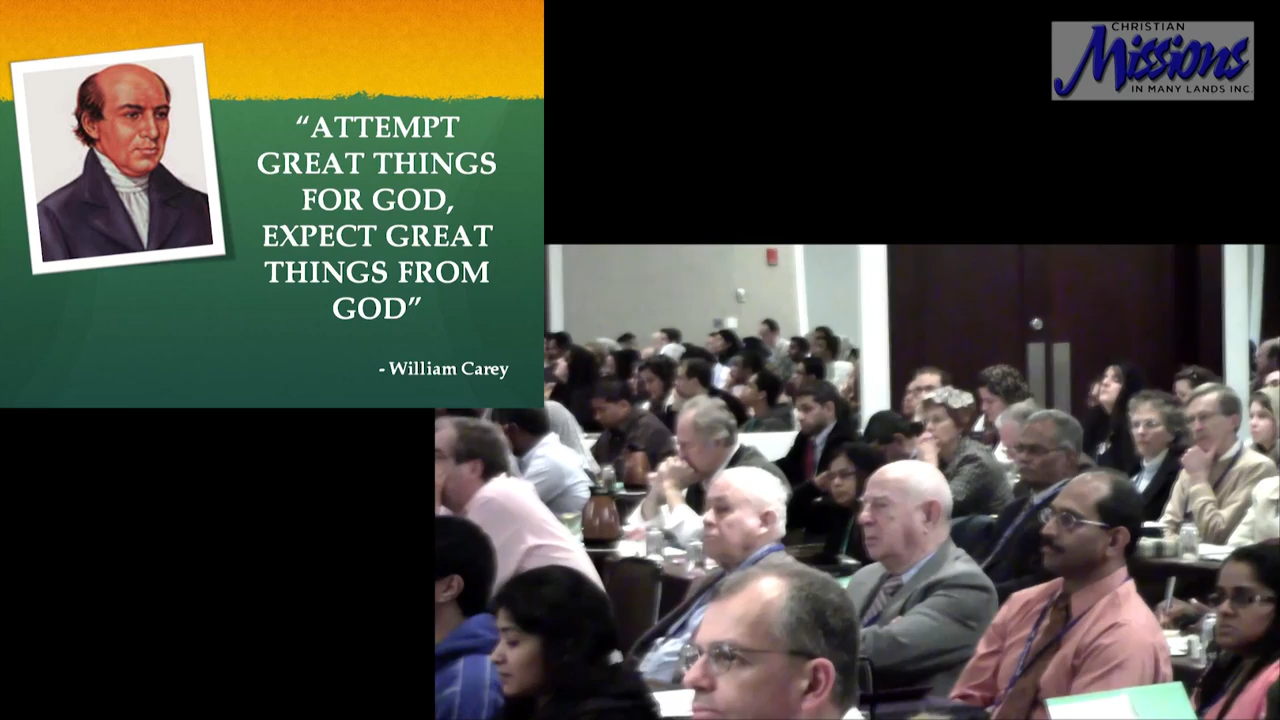 “ATTEMPT
GREAT THINGS
FOR GOD,
EXPECT GREAT
THINGS FROM
GOD”
- William Carey
CHRISTIAN
Missions
IN MANY LANDS INC.